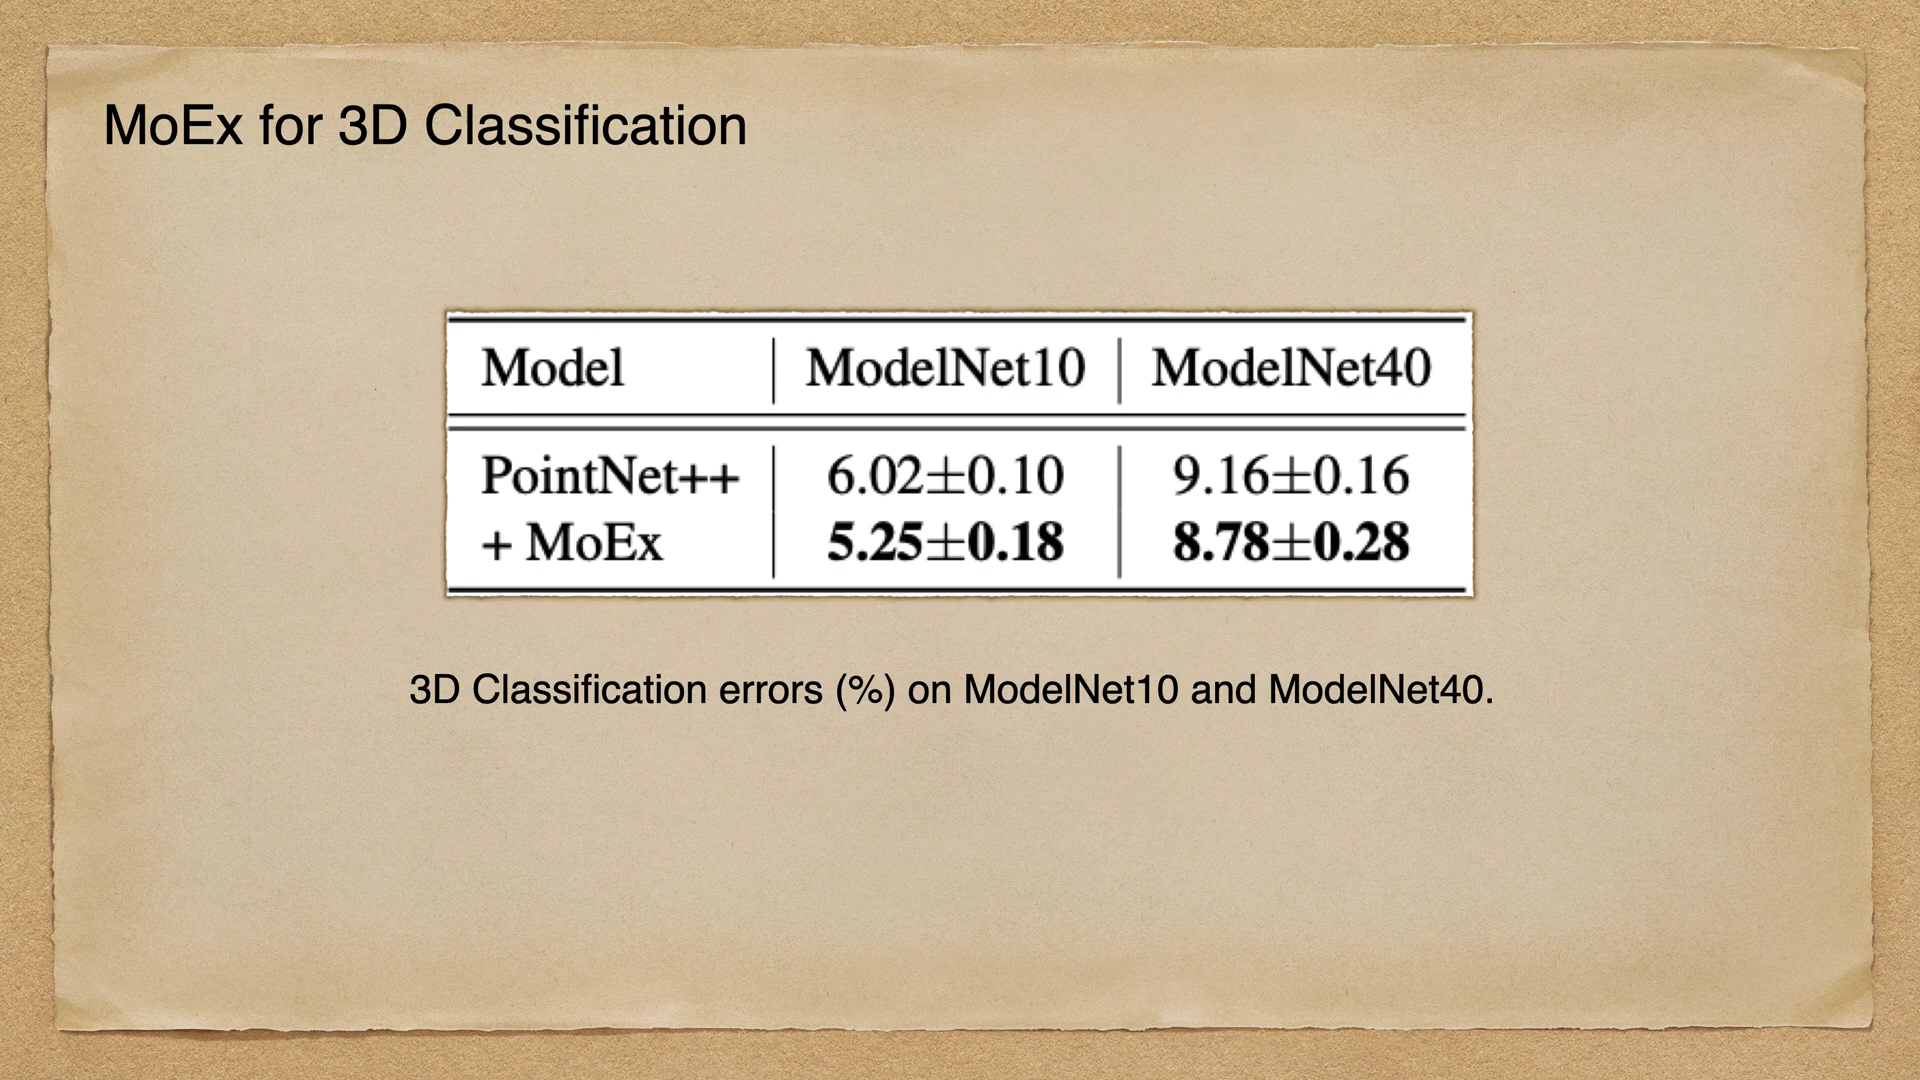 MoEx for 3D Classification
Model ModelNet10 ModelNet40
PointNet++ 6.02±0.10 9.16±0.16
+ MoEx 5.25±0.18 8.78±0.28
3D Classification errors (%) on ModelNet10 and ModelNet40.